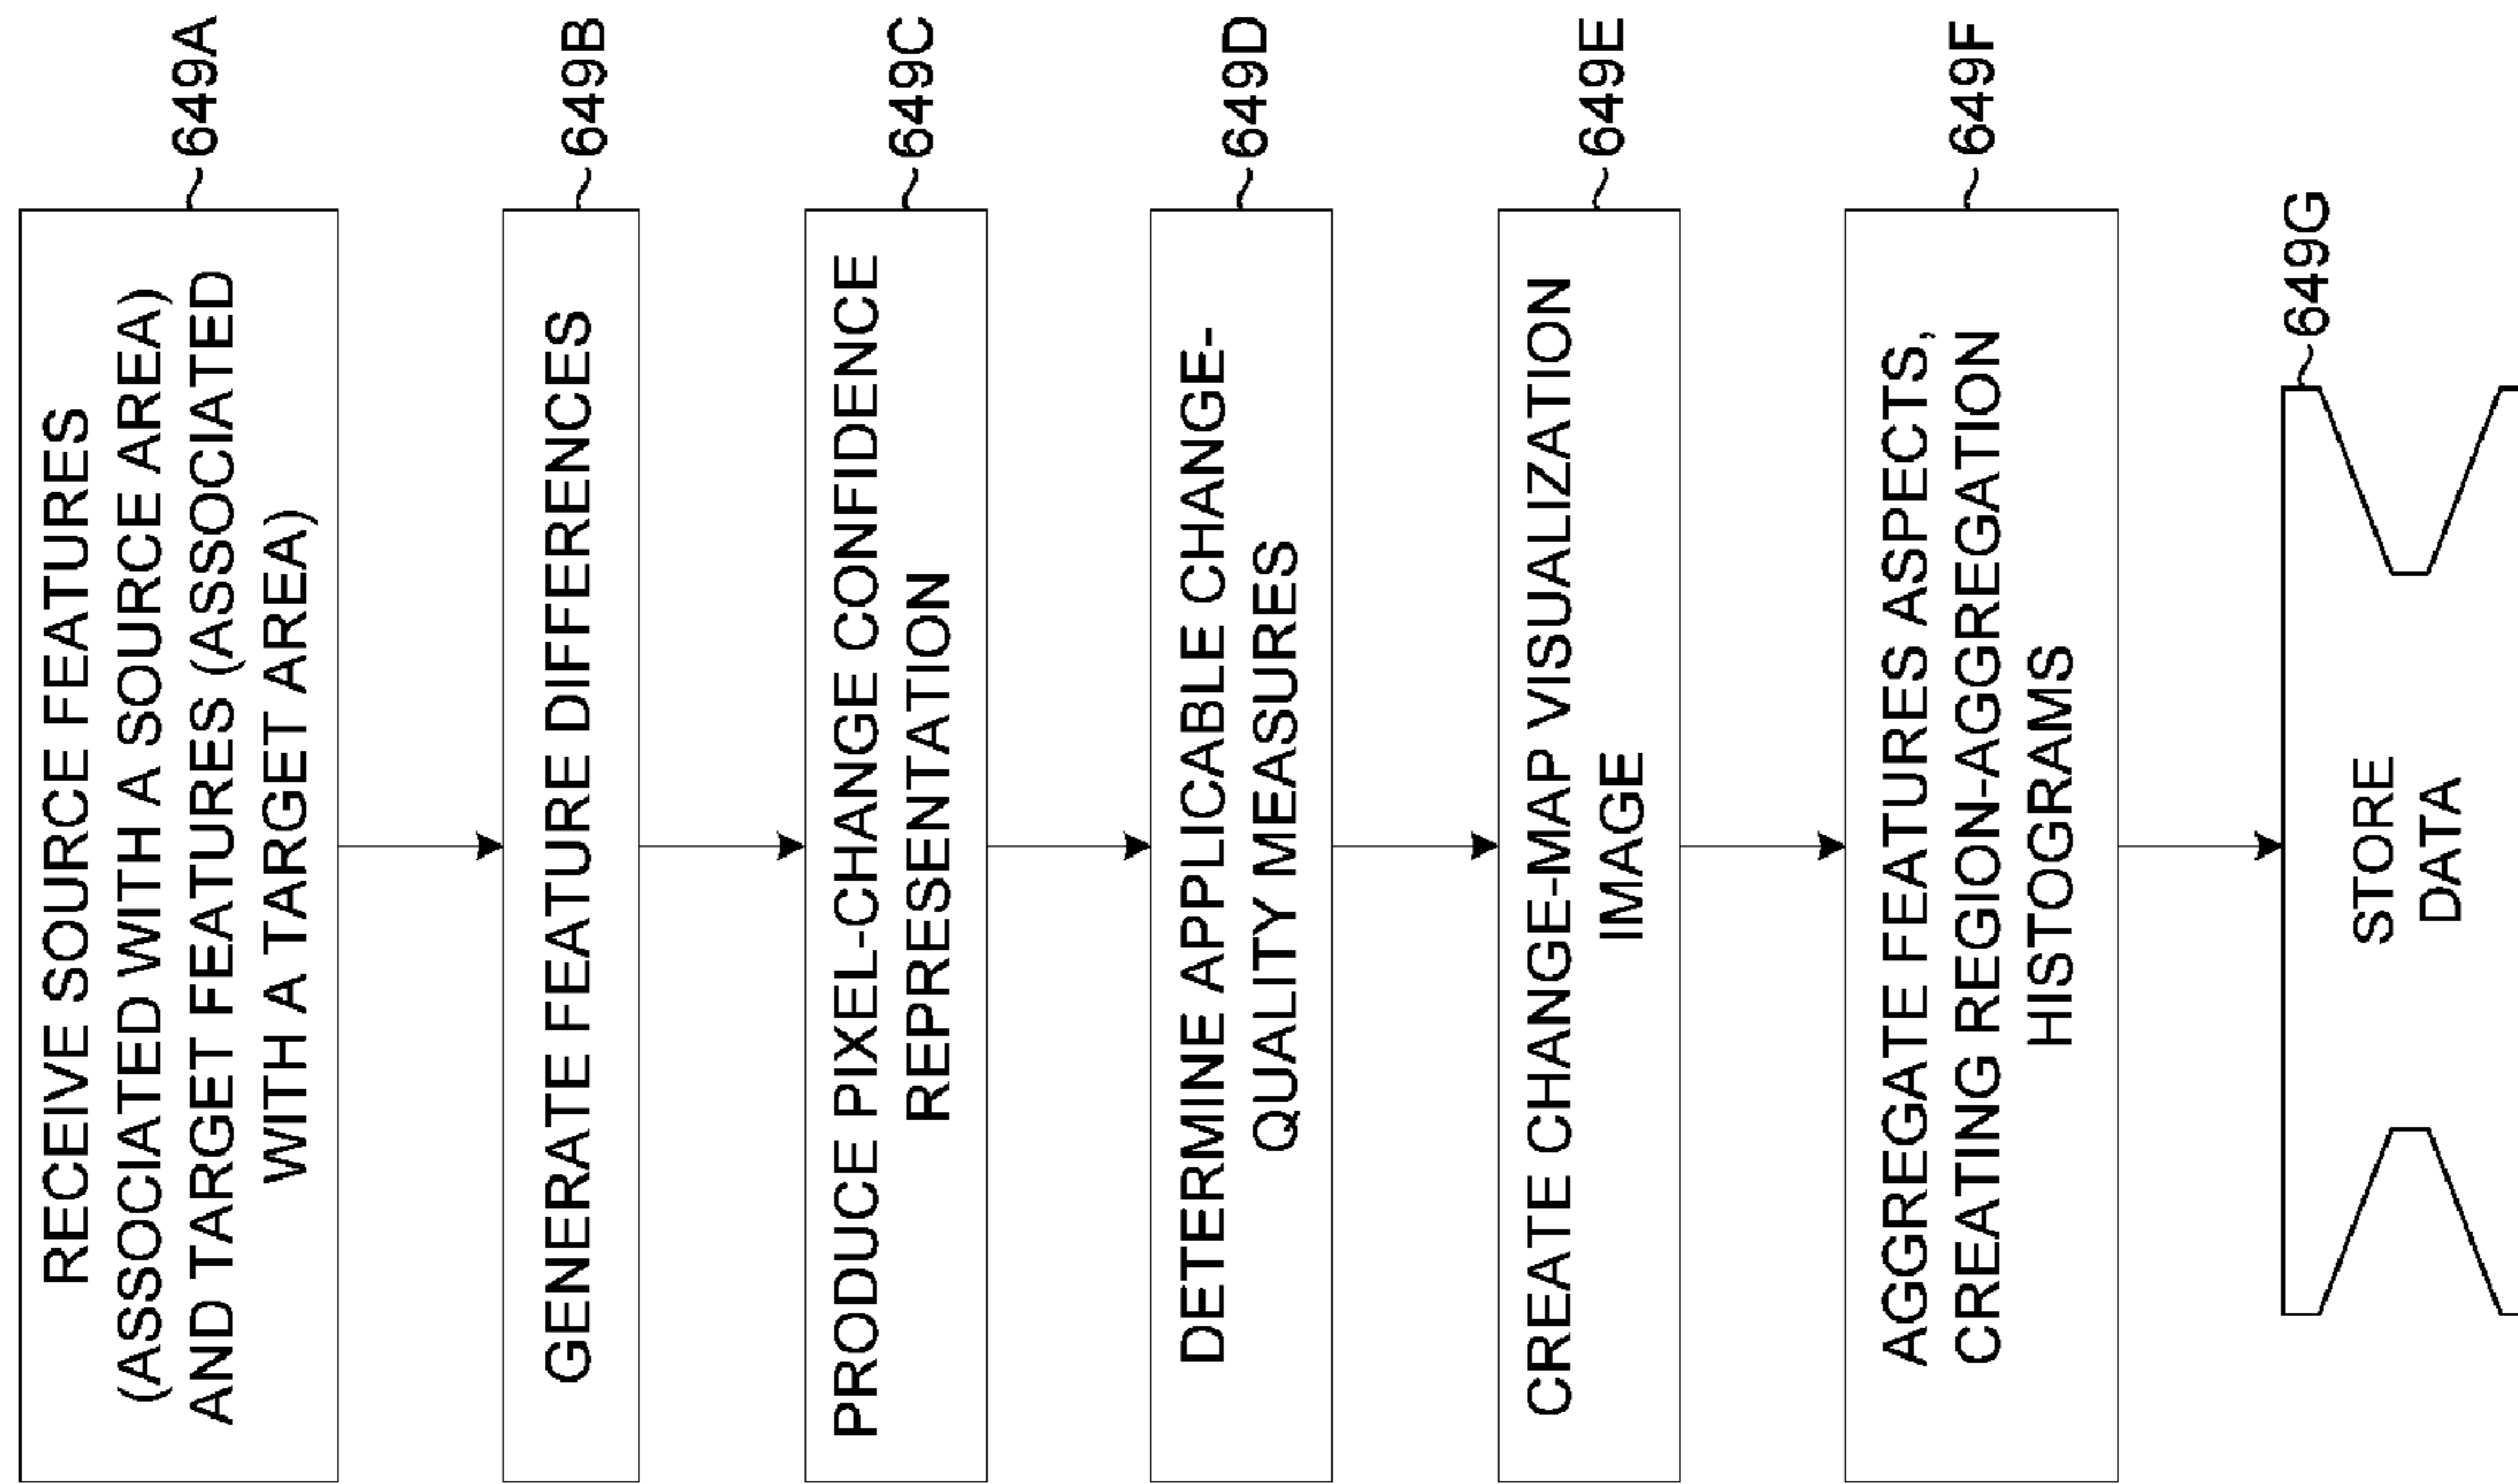 RECEIVE SOURCE FEATURES
(ASSOCIATED WITH A SOURCE AREA)
AND TARGET FEATURES (ASSOCIATED
WITH A TARGET AREA)
649A
GENERATE FEATURE DIFFERENCES
649B
PRODUCE PIXEL-CHANGE CONFIDENCE
REPRESENTATION
649C
DETERMINE APPLICABLE CHANGE-
QUALITY MEASURES
649D
CREATE CHANGE-MAP VISUALIZATION
IMAGE
649E
AGGREGATE FEATURES ASPECTS,
CREATING REGION-AGGREGATION
HISTOGRAMS
649F
STORE
DATA
649G